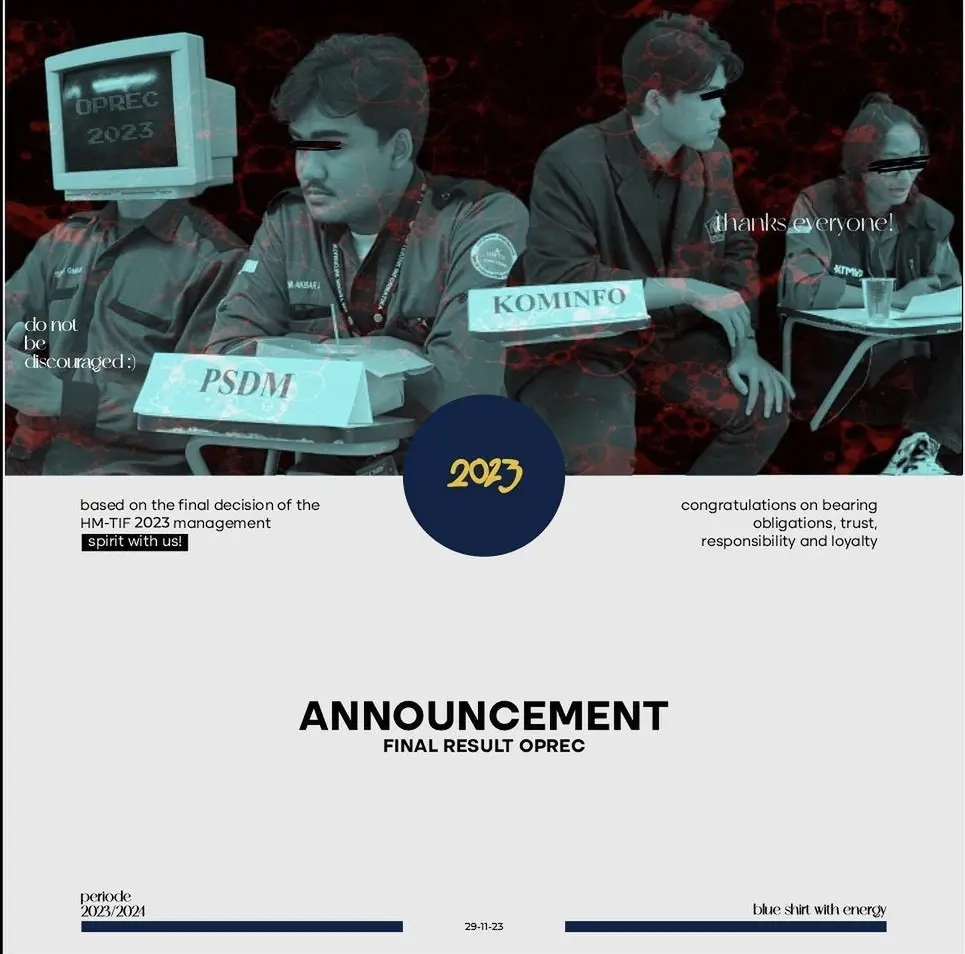 OPREC
2023
thanks everyone!
KOMINFO
do not
be
discouraged :)
PSDM
2023
based on the final decision of the
HM-TIF 2023 management
spirit with us!
congratulations on bearing
obligations, trust,
responsibility and loyalty
ANNOUNCEMENT
FINAL RESULT OPREC
periode
2023/2024
29-11-23
blue shirt with energy